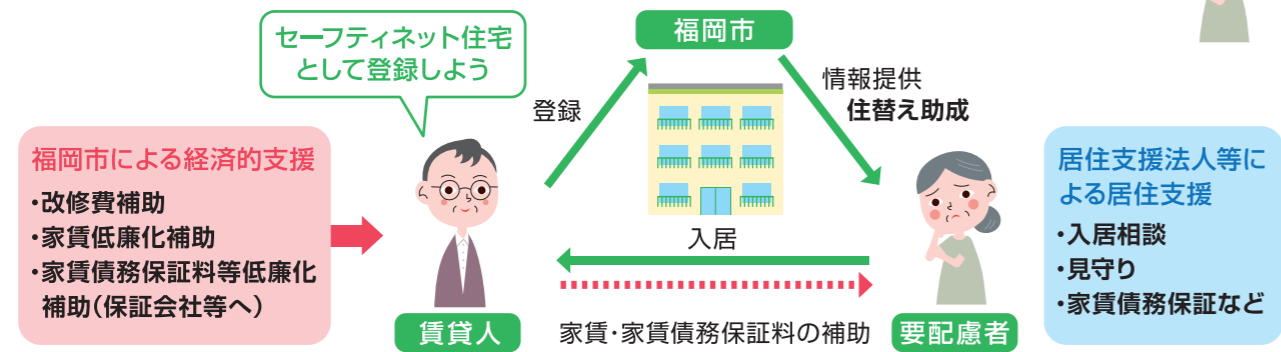 セーフティネット住宅
として登録しよう
福岡市
登録
情報提供
住替え助成
福岡市による経済的支援
・改修費補助
・家賃低廉化補助
・家賃債務保証料等低廉化
補助(保証会社等へ)
入居
賃貸人
家賃・家賃債務保証料の補助
要配慮者
居住支援法人等に
よる居住支援
・入居相談
・見守り
・家賃債務保証など